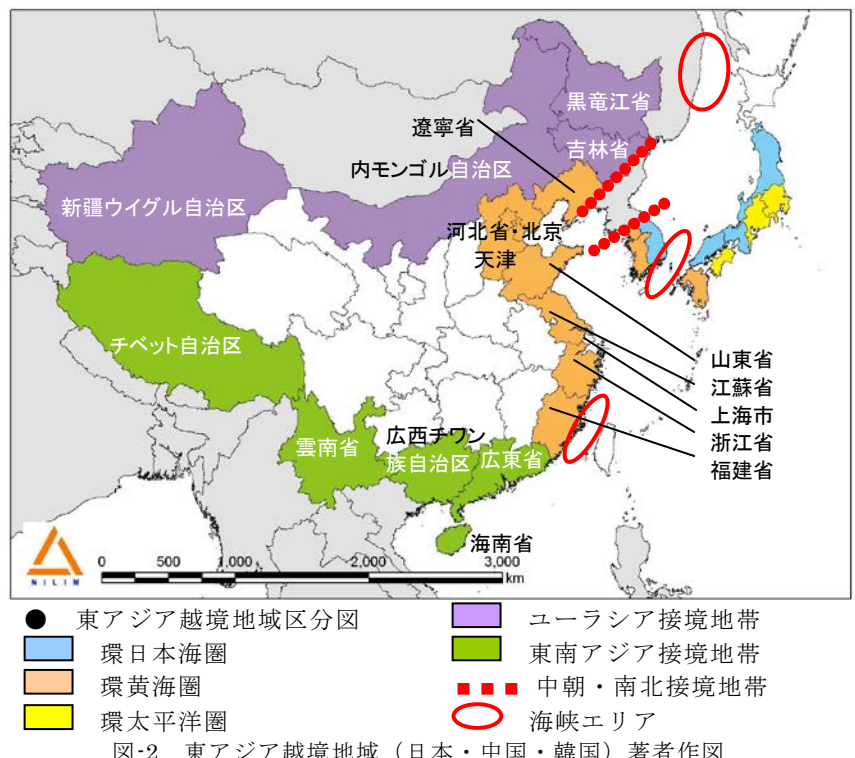 黒竜江省
遼寧省
吉林省
内モンゴル自治区
新疆ウイグル自治区
河北省・北京
天津
チベット自治区
山東省
江蘇省
上海市
浙江省
福建省
広西チワン
族自治区
雲南省
広東省
海南省
NILIM
0 500 1,000 2,000 3,000
km
● 東アジア越境地域区分図
ユーラシア接境地帯
環日本海圏
東南アジア接境地帯
環黄海圏
中朝・南北接境地帯
環太平洋圏
海峡エリア
図-2 東アジア越境地域（日本・中国・韓国）著者作図